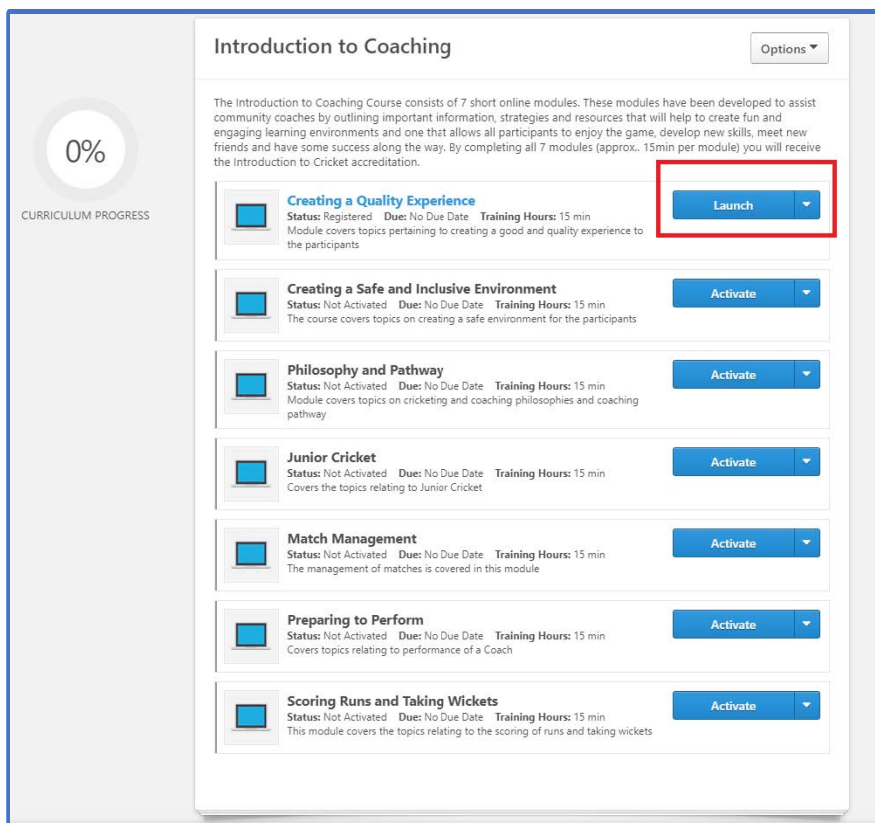 Introduction to Coaching
Options
The Introduction to Coaching Course consists of 7 short online modules. These modules have been developed to assist
community coaches by outlining important information, strategies and resources that will help to create fun and
engaging learning environments and one that allows all participants to enjoy the game, develop new skills, meet new
friends and have some success along the way. By completing all 7 modules (approx.. 15min per module) you will receive
the Introduction to Cricket accreditation.
0%
CURRICULUM PROGRESS
Creating a Quality Experience
Status: Registered Due: No Due Date Training Hours: 15 min
Module covers topics pertaining to creating a good and quality experience to
the participants
Launch
Creating a Safe and Inclusive Environment
Status: Not Activated Due: No Due Date Training Hours: 15 min
The course covers topics on creating a safe environment for the participants
Activate
Philosophy and Pathway
Status: Not Activated Due: No Due Date Training Hours: 15 min
Module covers topics on cricketing and coaching philosophies and coaching
pathway
Activate
Junior Cricket
Status: Not Activated Due: No Due Date Training Hours: 15 min
Covers the topics relating to Junior Cricket
Activate
Match Management
Status: Not Activated Due: No Due Date Training Hours: 15 min
The management of matches is covered in this module
Activate
Preparing to Perform
Status: Not Activated Due: No Due Date Training Hours: 15 min
Covers topics relating to performance of a Coach
Activate
Scoring Runs and Taking Wickets
Status: Not Activated Due: No Due Date Training Hours: 15 min
This module covers the topics relating to the scoring of runs and taking wickets
Activate